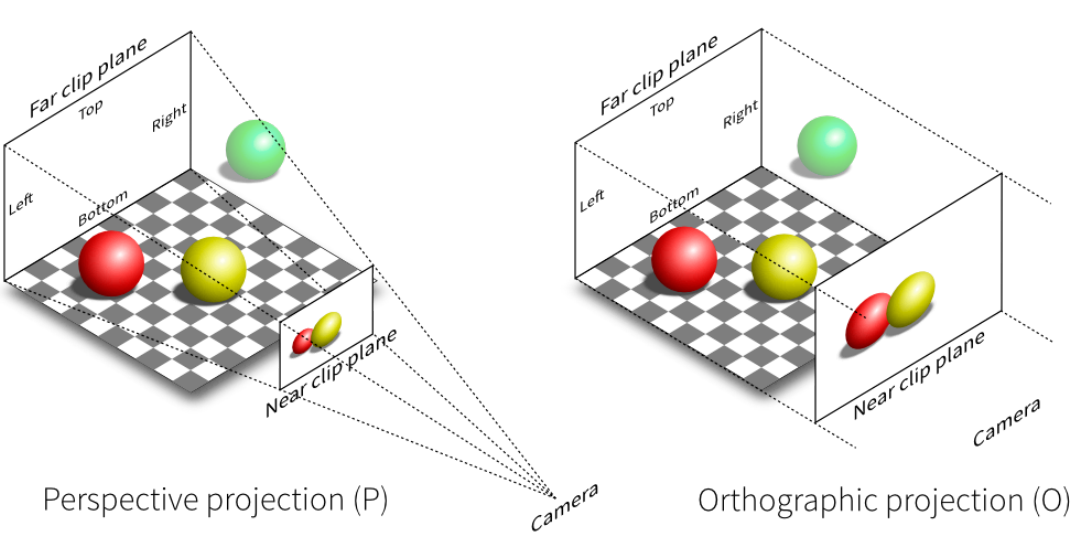 Far clip plane
Top
Right
Left
Bottom
Near clip plane
Camera
Perspective projection (P)
Far clip plane
Top
Right
Left
Bottom
Near clip plane
Camera
Orthographic projection (O)